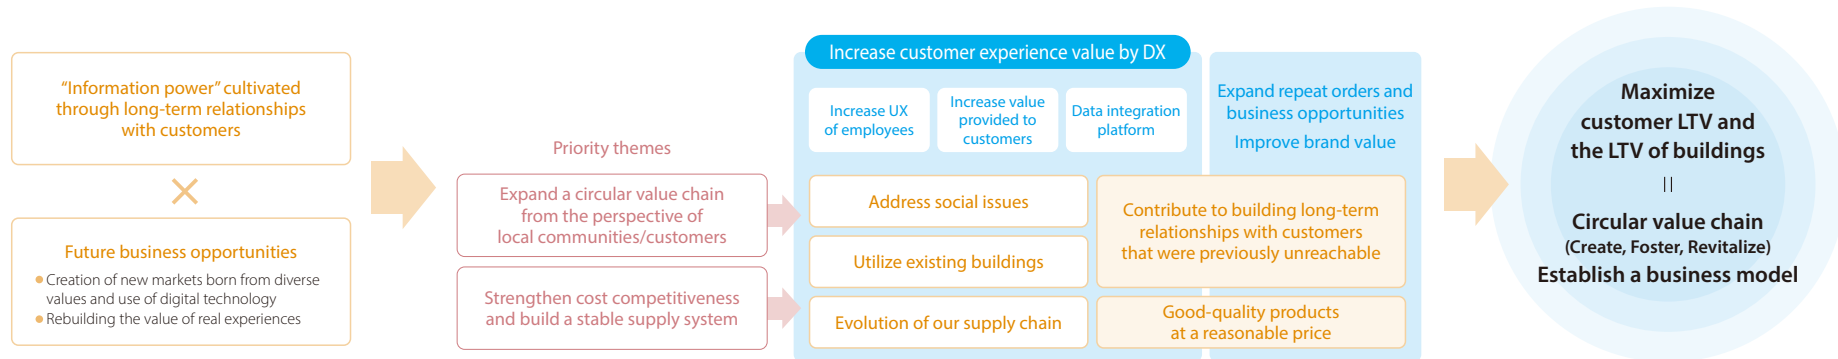 “Information power” cultivated
through long-term relationships
with customers
×
Future business opportunities
● Creation of new markets born from diverse
values and use of digital technology
● Rebuilding the value of real experiences
Priority themes
Expand a circular value chain
from the perspective of
local communities/customers
Strengthen cost competitiveness
and build a stable supply system
Increase customer experience value by DX
Increase UX
of employees
Increase value
provided to
customers
Data integration
platform
Expand repeat orders and
business opportunities
Improve brand value
Address social issues
Utilize existing buildings
Evolution of our supply chain
Contribute to building long-term
relationships with customers
that were previously unreachable
Good-quality products
at a reasonable price
Maximize
customer LTV and
the LTV of buildings
=
Circular value chain
(Create, Foster, Revitalize)
Establish a business model